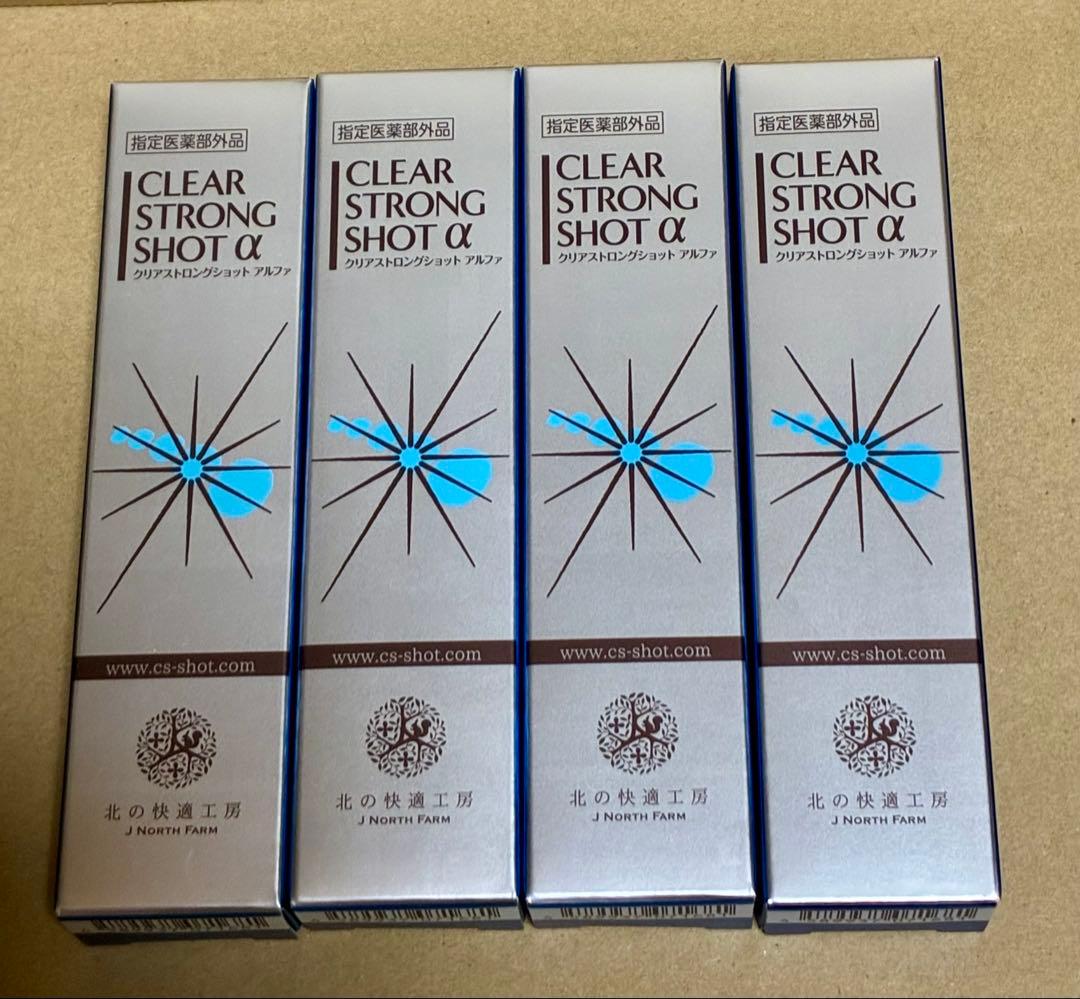 指定医薬部外品
CLEAR
STRONG
SHOT α
クリアストロングショット アルファ
www.cs-shot.com
北の快適工房
J NORTH FARM
指定医薬部外品
CLEAR
STRONG
SHOT α
クリアストロングショット アルファ
www.cs-shot.com
北の快適工房
J NORTH FARM
指定医薬部外品
CLEAR
STRONG
SHOT α
クリアストロングショット アルファ
www.cs-shot.com
北の快適工房
J NORTH FARM
指定医薬部外品
CLEAR
STRONG
SHOT α
クリアストロングショット アルファ
www.cs-shot.com
北の快適工房
J NORTH FARM